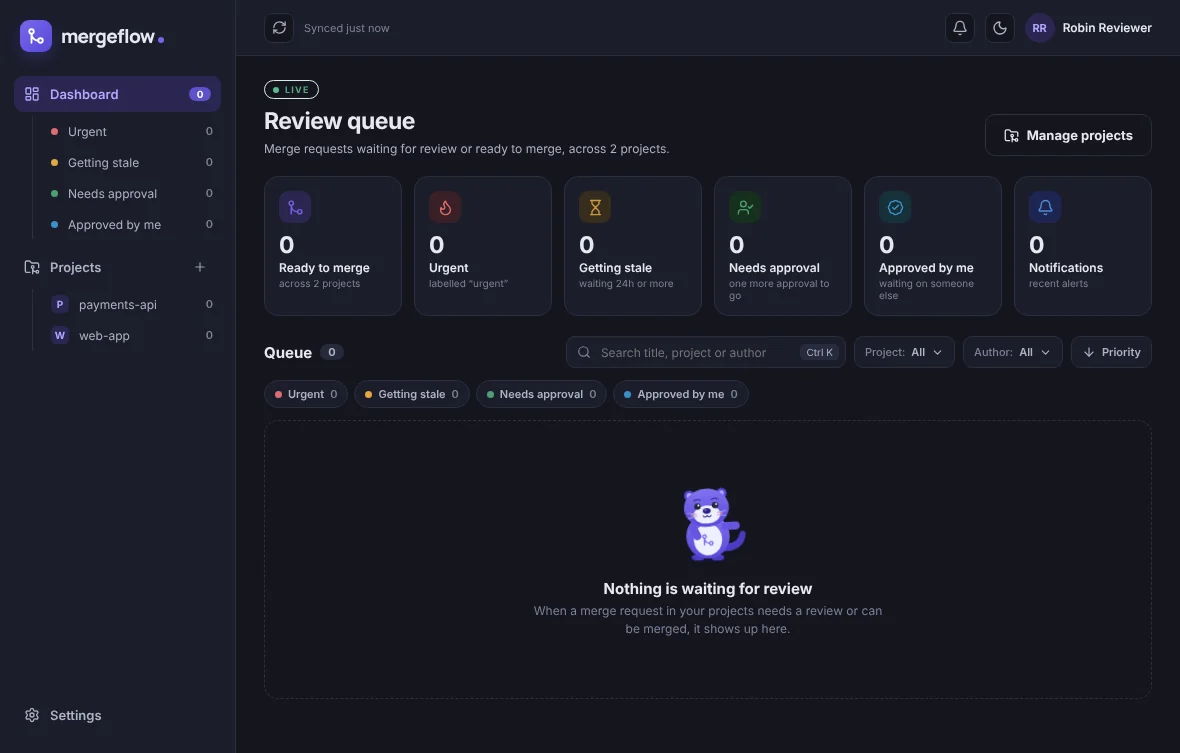 mergeflow
Synced just now
RR
Robin Reviewer
Dashboard 0
Urgent 0
Getting stale 0
Needs approval 0
Approved by me 0
Projects +
P payments-api 0
W web-app 0
Settings
LIVE
Review queue
Merge requests waiting for review or ready to merge, across 2 projects.
Manage projects
0
Ready to merge
across 2 projects
0
Urgent
labelled “urgent”
0
Getting stale
waiting 24h or more
0
Needs approval
one more approval to
go
0
Approved by me
waiting on someone
else
0
Notifications
recent alerts
Queue 0
Search title, project or author Ctrl K
Project: All
Author: All
Priority
Urgent 0
Getting stale 0
Needs approval 0
Approved by me 0
Nothing is waiting for review
When a merge request in your projects needs a review or can
be merged, it shows up here.